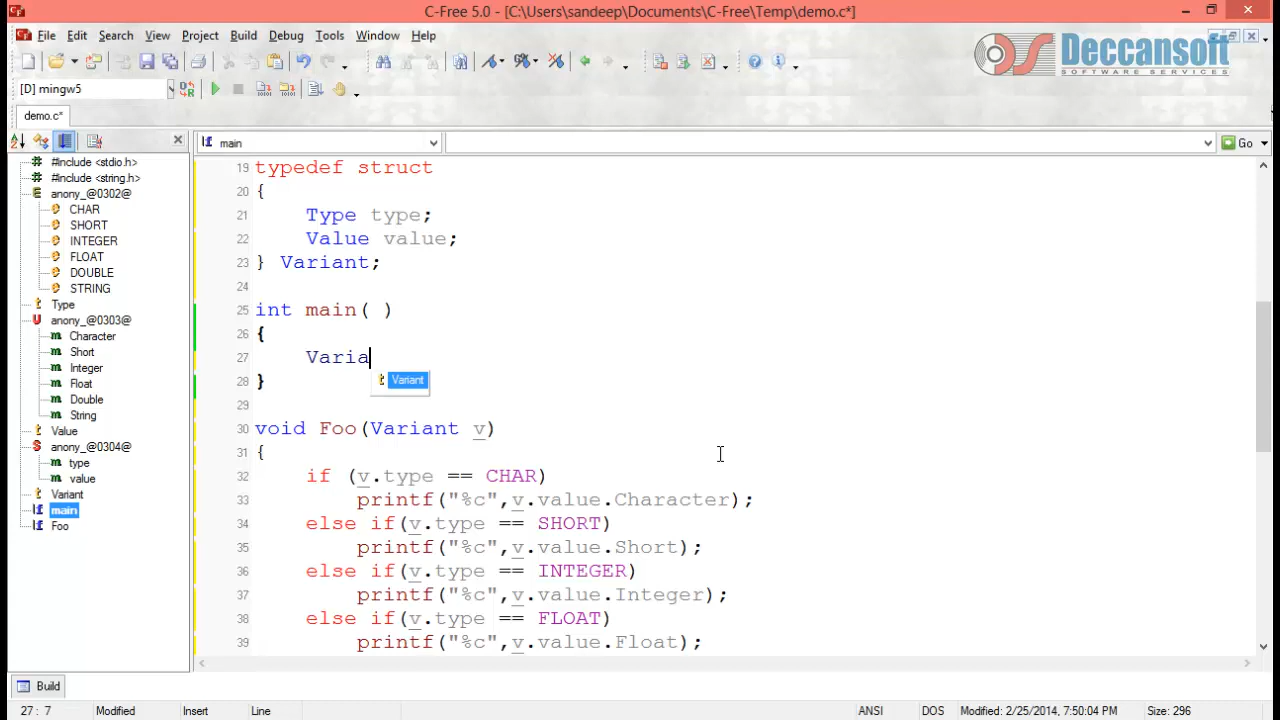 C-Free 5.0 - [C:\Users\sandeep\Documents\C-Free\Temp\demo.c*]
File Edit Search View Project Build Debug Tools Window Help
Deccansoft
SOFTWARE SERVICES
[D] mingw5
demo.c*
main
Go
#include <stdio.h>
#include <string.h>
anony_@0302@
CHAR
SHORT
INTEGER
FLOAT
DOUBLE
STRING
Type
anony_@0303@
Character
Short
Integer
Float
Double
String
Value
anony_@0304@
type
value
Variant
main
Foo
19 typedef struct
20 {
21 Type type;
22 Value value;
23 } Variant;
24
25 int main( )
26 {
27 Varia
Variant
28 }
29
30 void Foo(Variant v)
31 {
32 if (v.type == CHAR)
33 printf("%c",v.value.Character);
34 else if(v.type == SHORT)
35 printf("%c",v.value.Short);
36 else if(v.type == INTEGER)
37 printf("%c",v.value.Integer);
38 else if(v.type == FLOAT)
39 printf("%c",v.value.Float);
Build
27 : 7 Modified Insert Line ANSI DOS Modified: 2/25/2014, 7:50:04 PM Size: 296